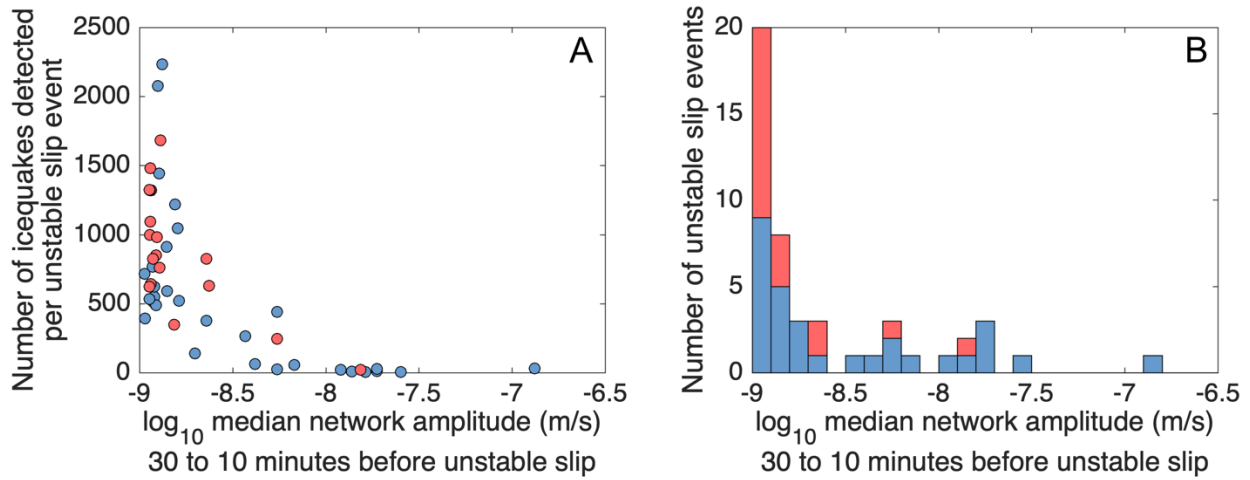 A
2500
2000
1500
1000
500
0
Number of icequakes detected
per unstable slip event
-9
-8.5
-8
-7.5
-7
-6.5
log10 median network amplitude (m/s)
30 to 10 minutes before unstable slip
B
20
15
10
5
0
Number of unstable slip events
-9
-8.5
-8
-7.5
-7
-6.5
log10 median network amplitude (m/s)
30 to 10 minutes before unstable slip